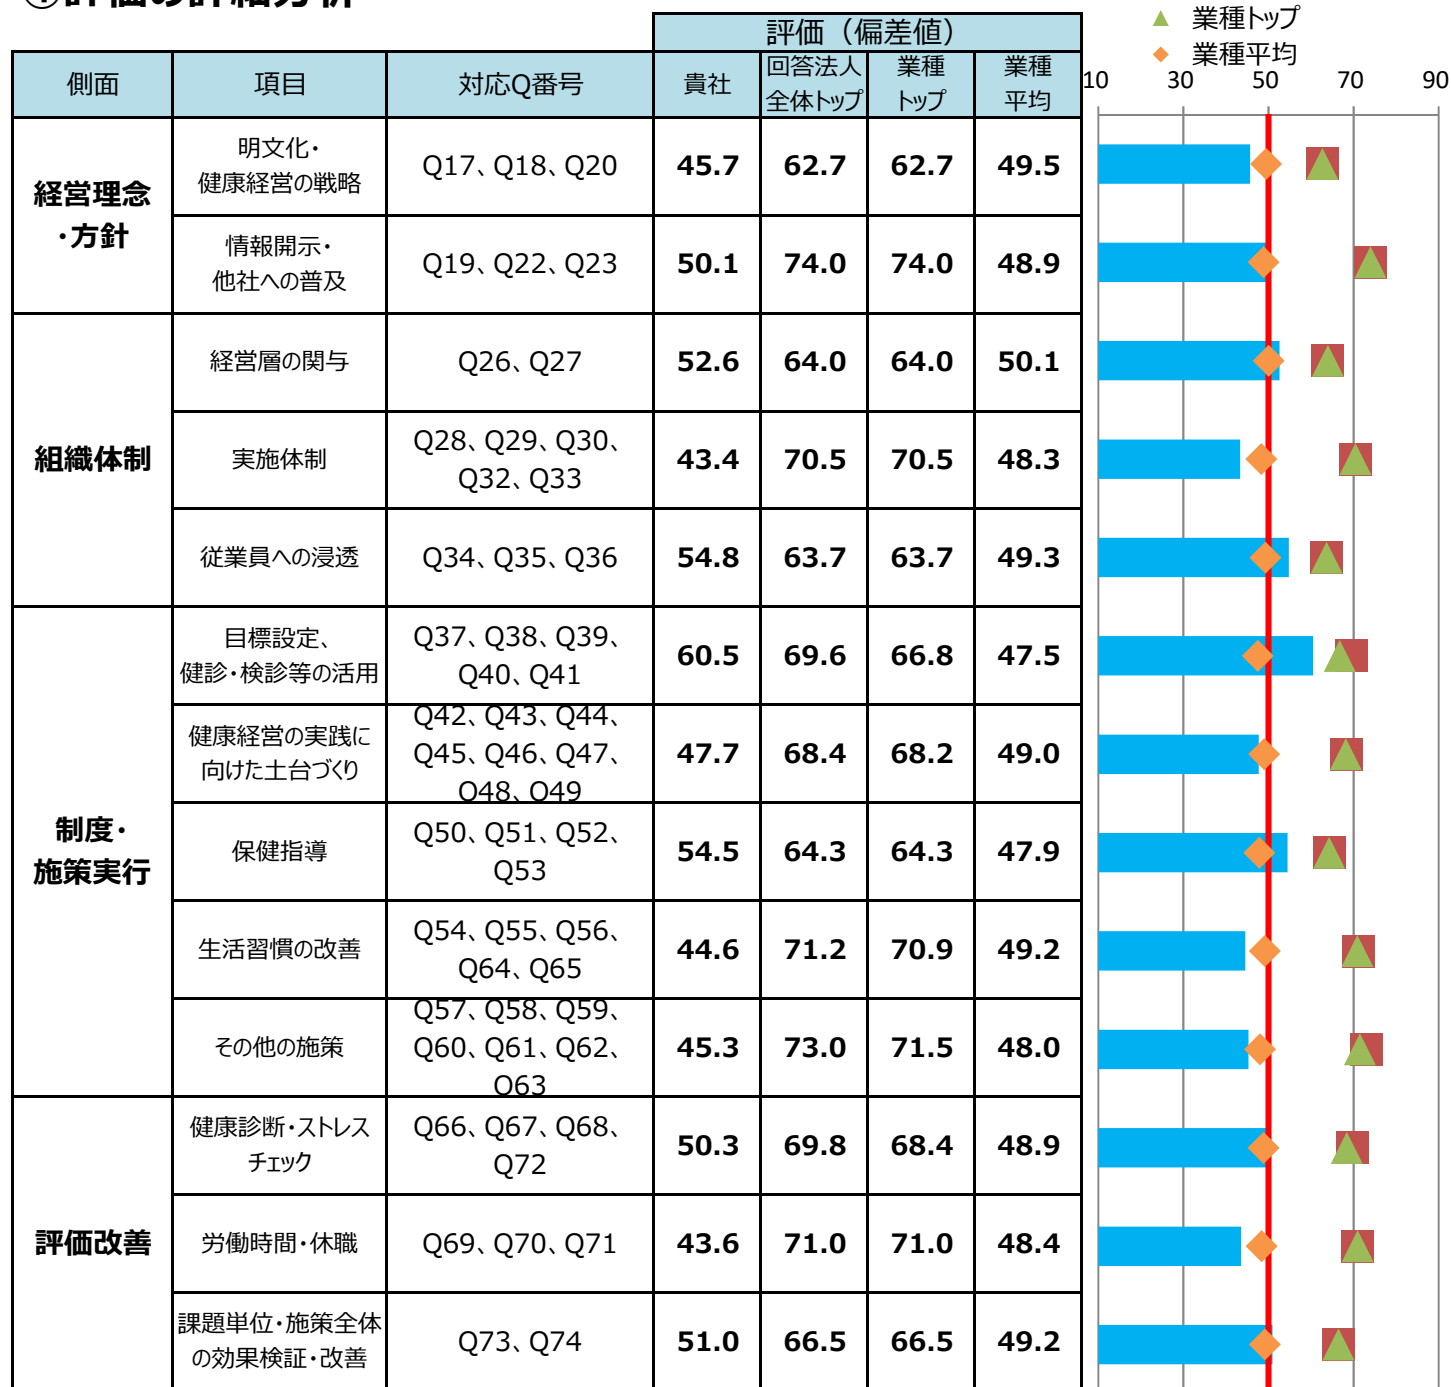 ①評価の詳細分析
業種トップ
業種平均
評価（偏差値）
側面 項目 対応Q番号 貴社 回答法人全体トップ 業種トップ 業種平均
10 30 50 70 90
経営理念・方針
明文化・健康経営の戦略 Q17、Q18、Q20 45.7 62.7 62.7 49.5
情報開示・他社への普及 Q19、Q22、Q23 50.1 74.0 74.0 48.9
組織体制
経営層の関与 Q26、Q27 52.6 64.0 64.0 50.1
実施体制 Q28、Q29、Q30、Q32、Q33 43.4 70.5 70.5 48.3
従業員への浸透 Q34、Q35、Q36 54.8 63.7 63.7 49.3
制度・施策実行
目標設定、健診・検診等の活用 Q37、Q38、Q39、Q40、Q41 60.5 69.6 66.8 47.5
健康経営の実践に向けた土台づくり Q42、Q43、Q44、Q45、Q46、Q47、Q48、Q49 47.7 68.4 68.2 49.0
保健指導 Q50、Q51、Q52、Q53 54.5 64.3 64.3 47.9
生活習慣の改善 Q54、Q55、Q56、Q64、Q65 44.6 71.2 70.9 49.2
その他の施策 Q57、Q58、Q59、Q60、Q61、Q62、Q63 45.3 73.0 71.5 48.0
評価改善
健康診断・ストレスチェック Q66、Q67、Q68、Q72 50.3 69.8 68.4 48.9
労働時間・休職 Q69、Q70、Q71 43.6 71.0 71.0 48.4
課題単位・施策全体の効果検証・改善 Q73、Q74 51.0 66.5 66.5 49.2